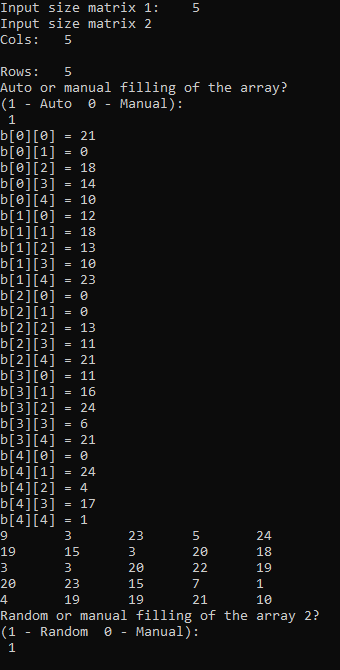 Input size matrix 1:    5
Input size matrix 2
Cols:   5

Rows:   5
Auto or manual filling of the array?
(1 - Auto  0 - Manual):
 1
b[0][0] = 21
b[0][1] = 0
b[0][2] = 18
b[0][3] = 14
b[0][4] = 10
b[1][0] = 12
b[1][1] = 18
b[1][2] = 13
b[1][3] = 10
b[1][4] = 23
b[2][0] = 0
b[2][1] = 0
b[2][2] = 13
b[2][3] = 11
b[2][4] = 21
b[3][0] = 11
b[3][1] = 16
b[3][2] = 24
b[3][3] = 6
b[3][4] = 21
b[4][0] = 0
b[4][1] = 24
b[4][2] = 4
b[4][3] = 17
b[4][4] = 1
9       3       23      5       24
19      15      3       20      18
3       3       20      22      19
20      23      15      7       1
4       19      19      21      10
Random or manual filling of the array 2?
(1 - Random  0 - Manual):
 1